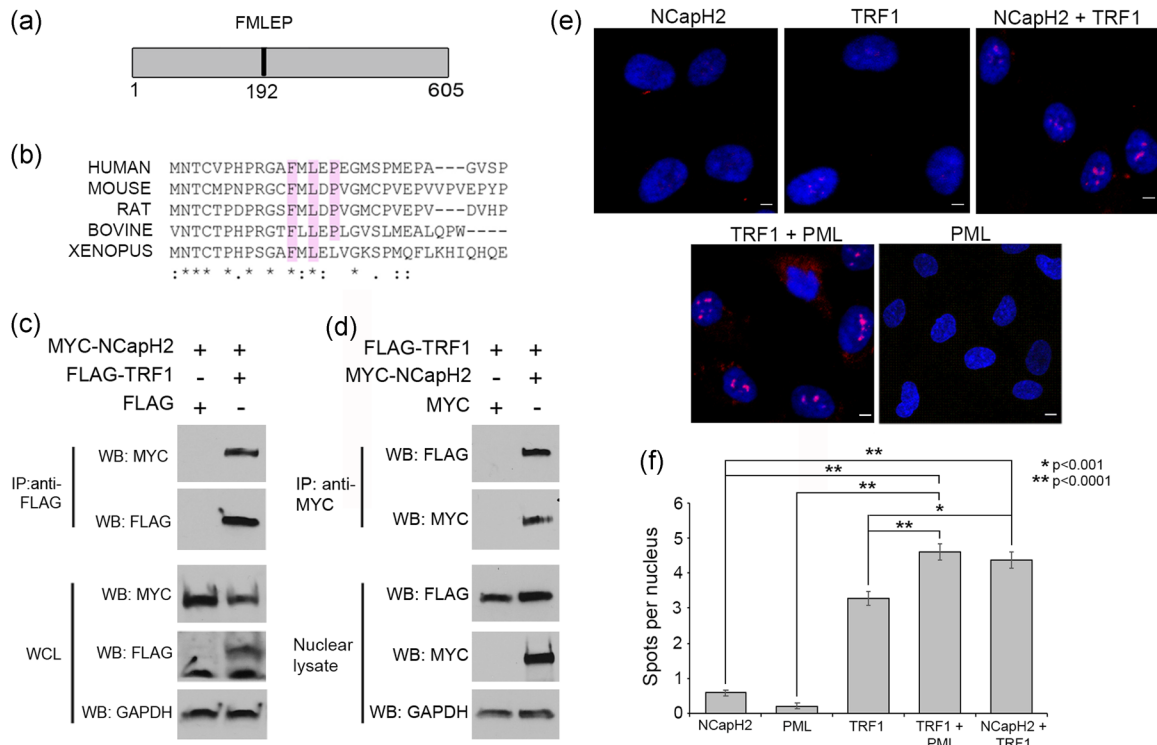 (a)
FMLEP
1 192 605
(b)
HUMAN MNTCVPHPRGAFMLEPEGMSPMEPA---GVSP
MOUSE MNTCMPNPRGCFMLDPVGMCPVEPVVPVEPYP
RAT MNTCTPDPRGSFMLDPVGMCPVEPV---DVHP
BOVINE VNTCTPHPRGTFLLEPLGVSLMEALQPW----
XENOPUS MNTCTPHPSGAFMLELVGKSPMQFLKHIQHQE
:*** *.* * *:*: * . ::
(c)
MYC-NCapH2 + +
FLAG-TRF1 - +
FLAG + -
IP:anti-
FLAG
WB: MYC
WB: FLAG
WCL
WB: MYC
WB: FLAG
WB: GAPDH
(d)
FLAG-TRF1 + +
MYC-NCapH2 - +
MYC + -
IP: anti-
MYC
WB: FLAG
WB: MYC
Nuclear
lysate
WB: FLAG
WB: MYC
WB: GAPDH
(e)
NCapH2 TRF1 NCapH2 + TRF1
TRF1 + PML PML
(f)
* p<0.001
** p<0.0001
**
**
**
*
**
Spots per nucleus
6
5
4
3
2
1
0
NCapH2 PML TRF1 TRF1 + PML NCapH2 + TRF1